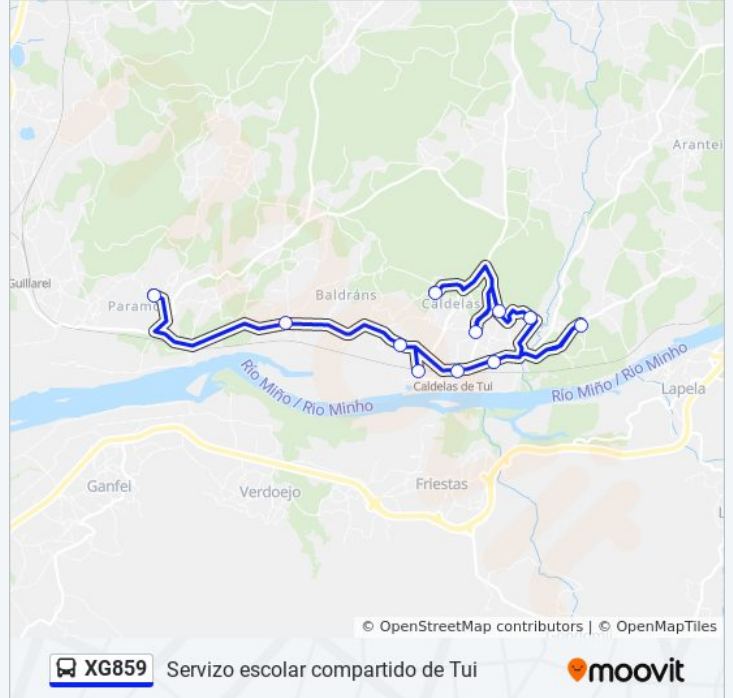 Arantei
Guillarei
Baldráns
Caldelas
Río Miño / Rio Minho
Río Miño / Rio Minho
Caldelas de Tui
Lapela
Ganfei
Verdoejo
Friestas
© OpenStreetMap contributors | © OpenMapTiles
XG859 Servizo escolar compartido de Tui moovit